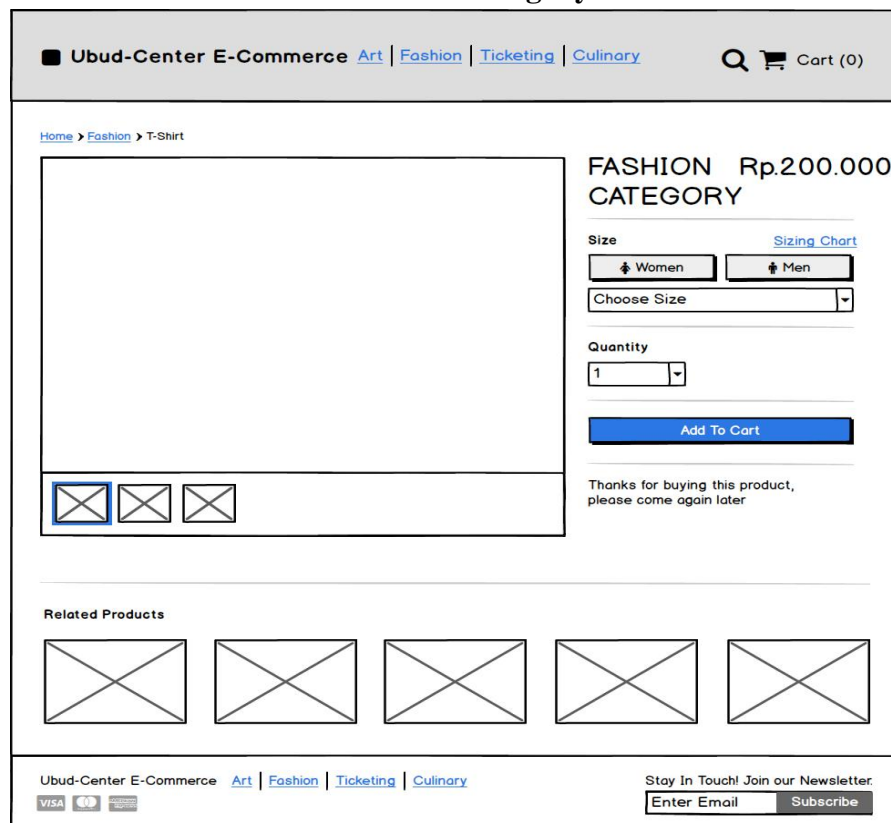 Ubud-Center E-Commerce Art Fashion Ticketing Culinary Cart (0)
Home > Fashion > T-Shirt
FASHION Rp.200.000
CATEGORY
Size Sizing Chart
Women Men
Choose Size
Quantity
1
Add To Cart
Thanks for buying this product,
please come again later
Related Products
Ubud-Center E-Commerce Art Fashion Ticketing Culinary
Stay In Touch! Join our Newsletter.
VISA
Enter Email Subscribe